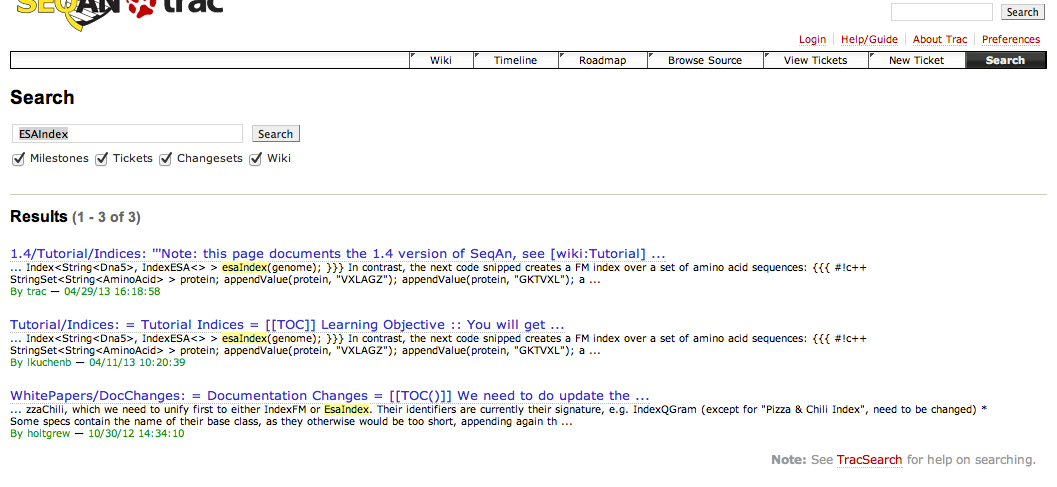 SEQAN trac
Search
Login Help/Guide About Trac Preferences
Wiki Timeline Roadmap Browse Source View Tickets New Ticket Search
Search
ESAIndex Search
Milestones Tickets Changesets Wiki
Results (1 - 3 of 3)
1.4/Tutorial/Indices: '''Note: this page documents the 1.4 version of SeqAn, see [wiki:Tutorial] ...
... Index<String<Dna5>, IndexESA<> > esaIndex(genome); }}} In contrast, the next code snipped creates a FM index over a set of amino acid sequences: {{{ #!c++
StringSet<String<AminoAcid> > protein; appendValue(protein, "VXLAGZ"); appendValue(protein, "GKTVXL"); a ...
By trac — 04/29/13 16:18:58
Tutorial/Indices: = Tutorial Indices = [[TOC]] Learning Objective :: You will get ...
... Index<String<Dna5>, IndexESA<> > esaIndex(genome); }}} In contrast, the next code snipped creates a FM index over a set of amino acid sequences: {{{ #!c++
StringSet<String<AminoAcid> > protein; appendValue(protein, "VXLAGZ"); appendValue(protein, "GKTVXL"); a ...
By lkuchenb — 04/11/13 10:20:39
WhitePapers/DocChanges: = Documentation Changes = [[TOC()]] We need to do update the ...
... zzaChili, which we need to unify first to either IndexFM or EsaIndex. Their identifiers are currently their signature, e.g. IndexQGram (except for "Pizza & Chili Index", need to be changed) *
Some specs contain the name of their base class, as they otherwise would be too short, appending again th ...
By holtgrew — 10/30/12 14:34:10
Note: See TracSearch for help on searching.